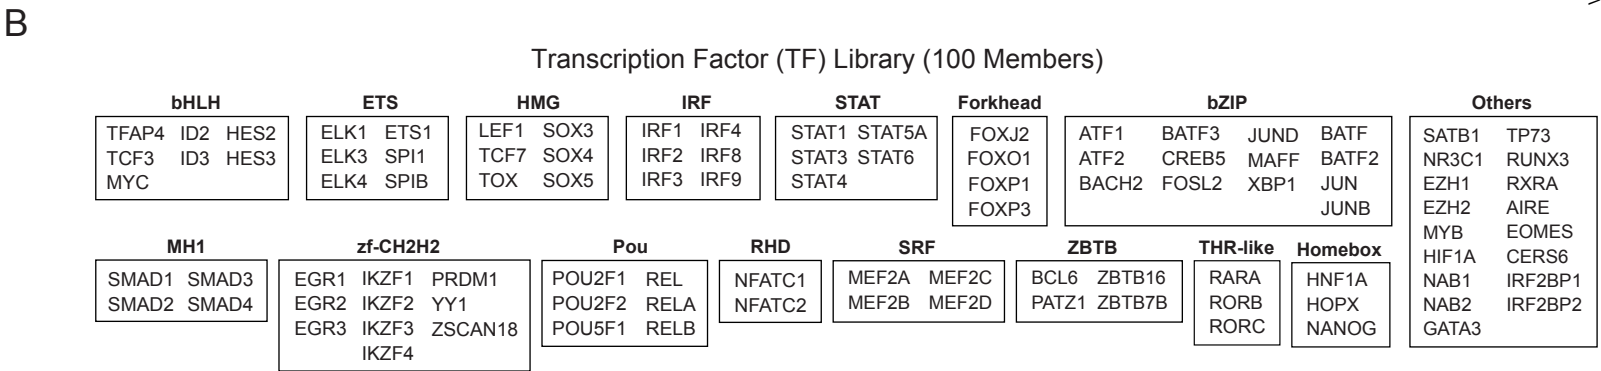 B
Transcription Factor (TF) Library (100 Members)
bHLH
TFAP4 ID2 HES2
TCF3 ID3 HES3
MYC
ETS
ELK1 ETS1
ELK3 SPI1
ELK4 SPIB
HMG
LEF1 SOX3
TCF7 SOX4
TOX SOX5
IRF
IRF1 IRF4
IRF2 IRF8
IRF3 IRF9
STAT
STAT1 STAT5A
STAT3 STAT6
STAT4
Forkhead
FOXJ2
FOXO1
FOXP1
FOXP3
bZIP
ATF1 BATF3 JUND BATF
ATF2 CREB5 MAFF BATF2
BACH2 FOSL2 XBP1 JUN
JUNB
Others
SATB1 TP73
NR3C1 RUNX3
EZH1 RXRA
EZH2 AIRE
MYB EOMES
HIF1A CERS6
NAB1 IRF2BP1
NAB2 IRF2BP2
GATA3
MH1
SMAD1 SMAD3
SMAD2 SMAD4
zf-CH2H2
EGR1 IKZF1 PRDM1
EGR2 IKZF2 YY1
EGR3 IKZF3 ZSCAN18
IKZF4
Pou
POU2F1 REL
POU2F2 RELA
POU5F1 RELB
RHD
NFATC1
NFATC2
SRF
MEF2A MEF2C
MEF2B MEF2D
ZBTB
BCL6 ZBTB16
PATZ1 ZBTB7B
THR-like
RARA
RORB
RORC
Homebox
HNF1A
HOPX
NANOG